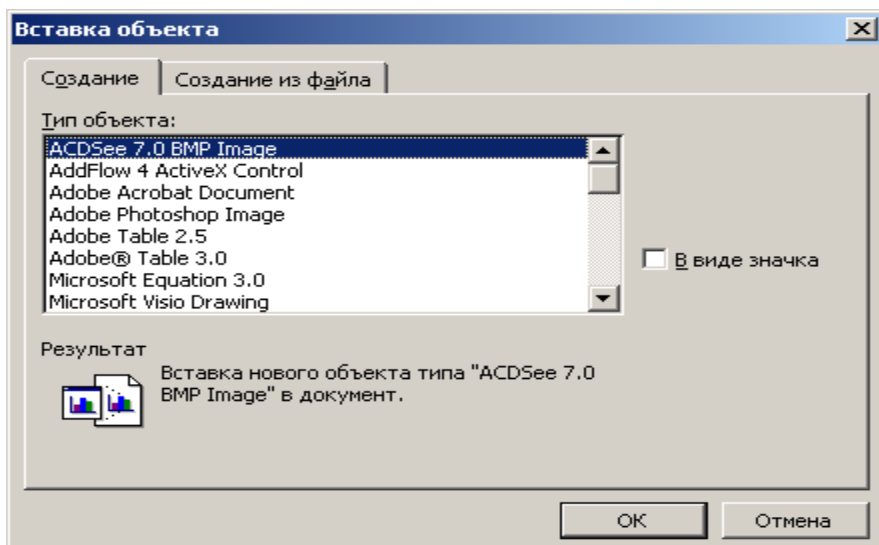 Вставка объекта
Создание
Создание из файла
Тип объекта:
ACDSee 7.0 BMP Image
AddFlow 4 ActiveX Control
Adobe Acrobat Document
Adobe Photoshop Image
Adobe Table 2.5
Adobe® Table 3.0
Microsoft Equation 3.0
Microsoft Visio Drawing
В виде значка
Результат
Вставка нового объекта типа "ACDSee 7.0
BMP Image" в документ.
ОК
Отмена